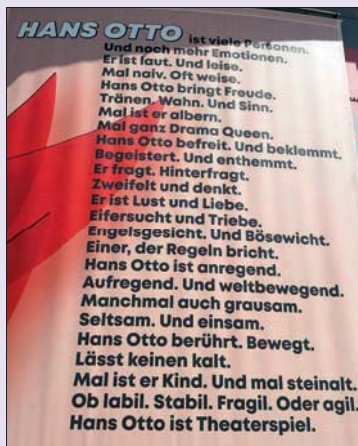 HANS OTTO ist viele Personen.
Und noch mehr Emotionen.
Er ist laut. Und leise.
Mal naiv. Oft weise.
Hans Otto bringt Freude.
Tränen. Wahn. Und Sinn.
Mal ist er albern.
Mal ganz Drama Queen.
Hans Otto befreit. Und beklemmt.
Begeistert. Und enthemmt.
Er fragt. Hinterfragt.
Zweifelt und denkt.
Er ist Lust und Liebe.
Eifersucht und Triebe.
Engelsgesicht. Und Bösewicht.
Einer, der Regeln bricht.
Hans Otto ist anregend.
Aufregend. Und weltbewegend.
Manchmal auch grausam.
Seltsam. Und einsam.
Hans Otto berührt. Bewegt.
Lässt keinen kalt.
Mal ist er Kind. Und mal steinalt.
Ob labil. Stabil. Fragil. Oder agil.
Hans Otto ist Theaterspiel.